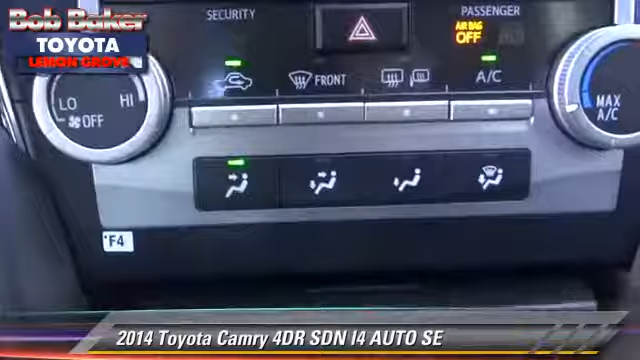 Bob Baker
TOYOTA
LEMON GROVE
SECURITY
PASSENGER
AIR BAG
OFF
FRONT
A/C
LO
HI
OFF
MAX
A/C
*F4
2014 Toyota Camry 4DR SDN I4 AUTO SE